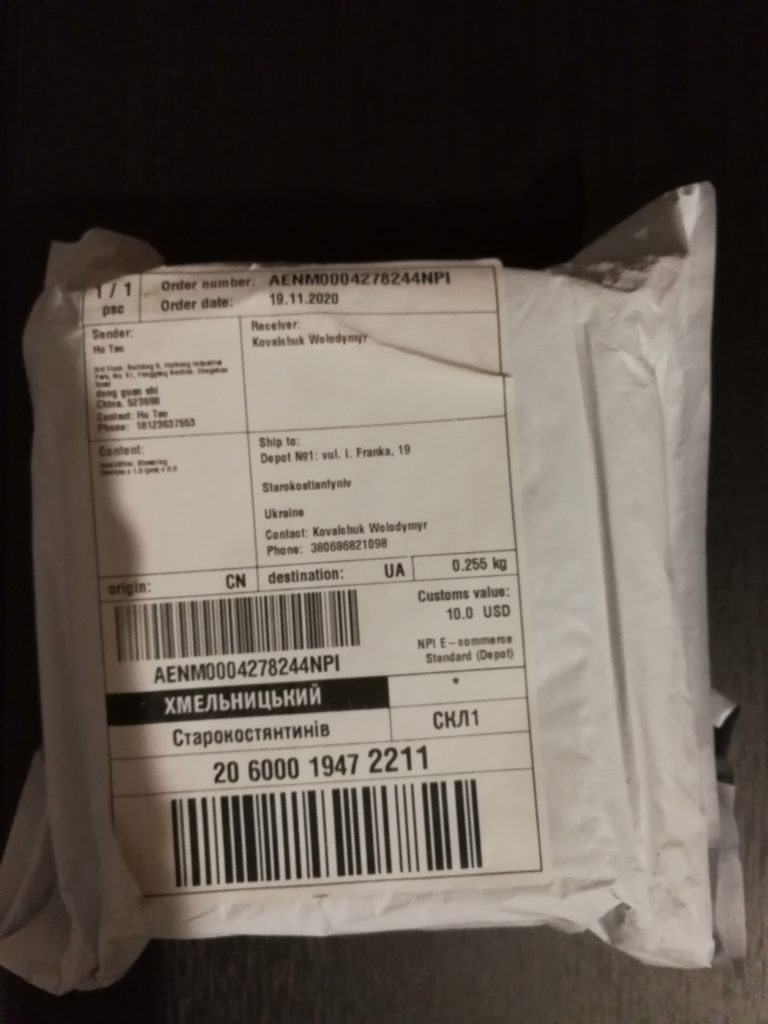 1 / 1
psc
Order number: AENM0004278244NPI
Order date: 19.11.2020
Sender:
Hu Tao
3rd Floor, Building
dong guan shi
China, 523690
Contact: Hu Tao
Phone: 18123637553
Receiver:
Kovalchuk Wolodymyr
Content:
Ship to:
Depot №1: vul. I. Franka, 19
Starokostiantyniv
Ukraine
Contact: Kovalchuk Wolodymyr
Phone: 380686821098
origin: CN
destination: UA
0.255 kg
AENM0004278244NPI
Customs value:
10.0 USD
NPI E-commerce
Standard (Depot)
ХМЕЛЬНИЦЬКИЙ
*
Старокостянтинів
СКЛ1
20 6000 1947 2211